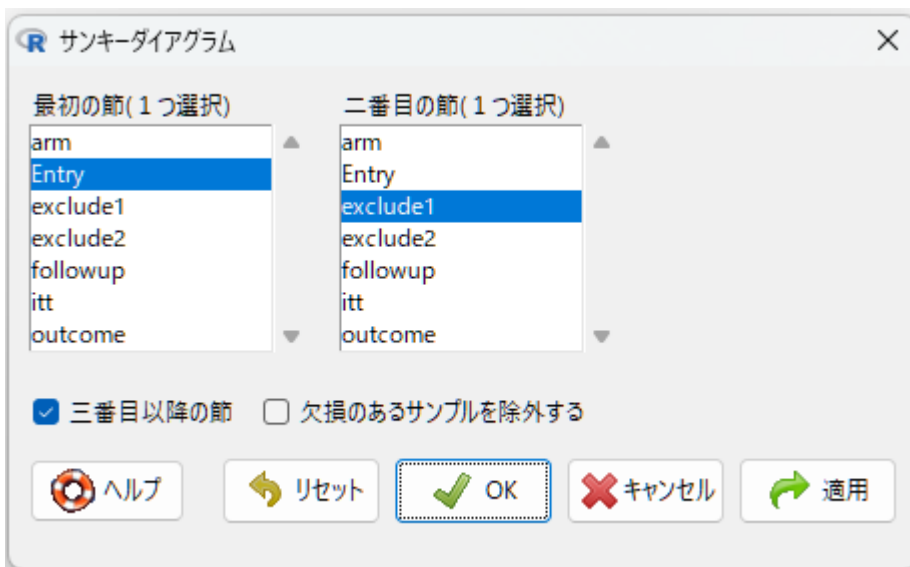 R サンキーダイアグラム
最初の節(１つ選択) 二番目の節(１つ選択)
arm arm
Entry Entry
exclude1 exclude1
exclude2 exclude2
followup followup
itt itt
outcome outcome
三番目以降の節 欠損のあるサンプルを除外する
ヘルプ リセット OK キャンセル 適用